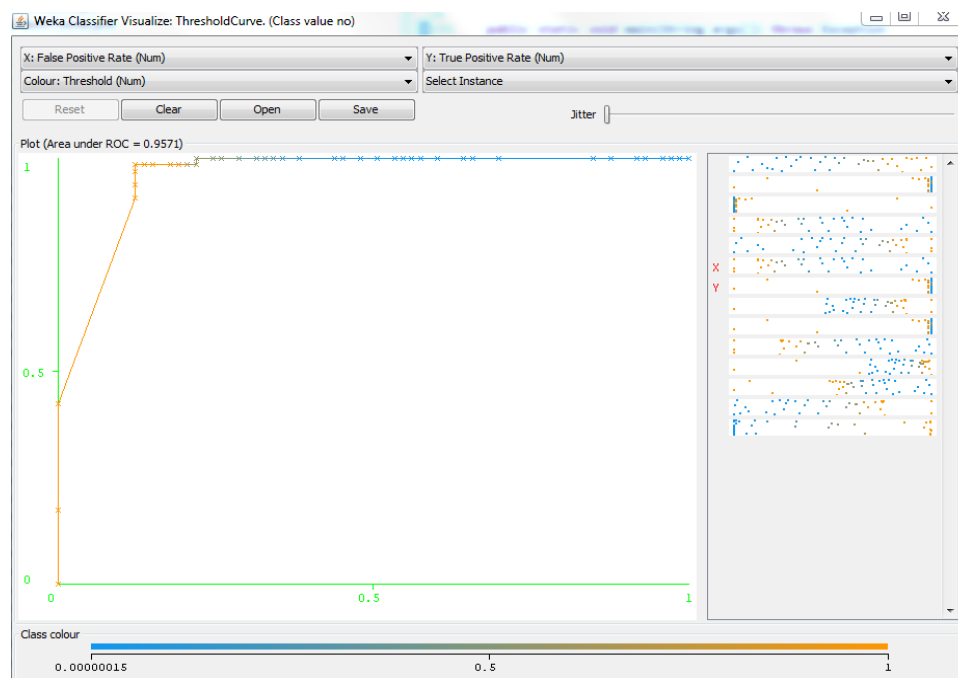 Weka Classifier Visualize: ThresholdCurve. (Class value no)
X: False Positive Rate (Num) Y: True Positive Rate (Num)
Colour: Threshold (Num) Select Instance
Reset Clear Open Save Jitter
Plot (Area under ROC = 0.9571)
1
X
Y
0.5
0
0 0.5 1
Class colour
0.00000015 0.5 1